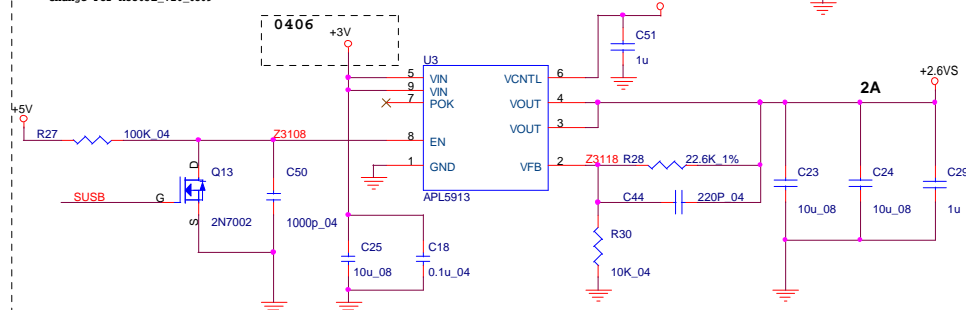 0406
+3V
C51
1u
U3
5 VIN
9 VIN
7 POK
8 EN
1 GND
VCNTL 6
VOUT 4
VOUT 3
VFB 2
APL5913
+2.6VS
2A
+5V
R27
100K_04
Z3108
Z3118
R28
22.6K_1%
D
Q13
G
S
2N7002
SUSB
C50
1000p_04
C44
220P_04
C23
10u_08
C24
10u_08
C29
1u
R30
10K_04
C25
10u_08
C18
0.1u_04